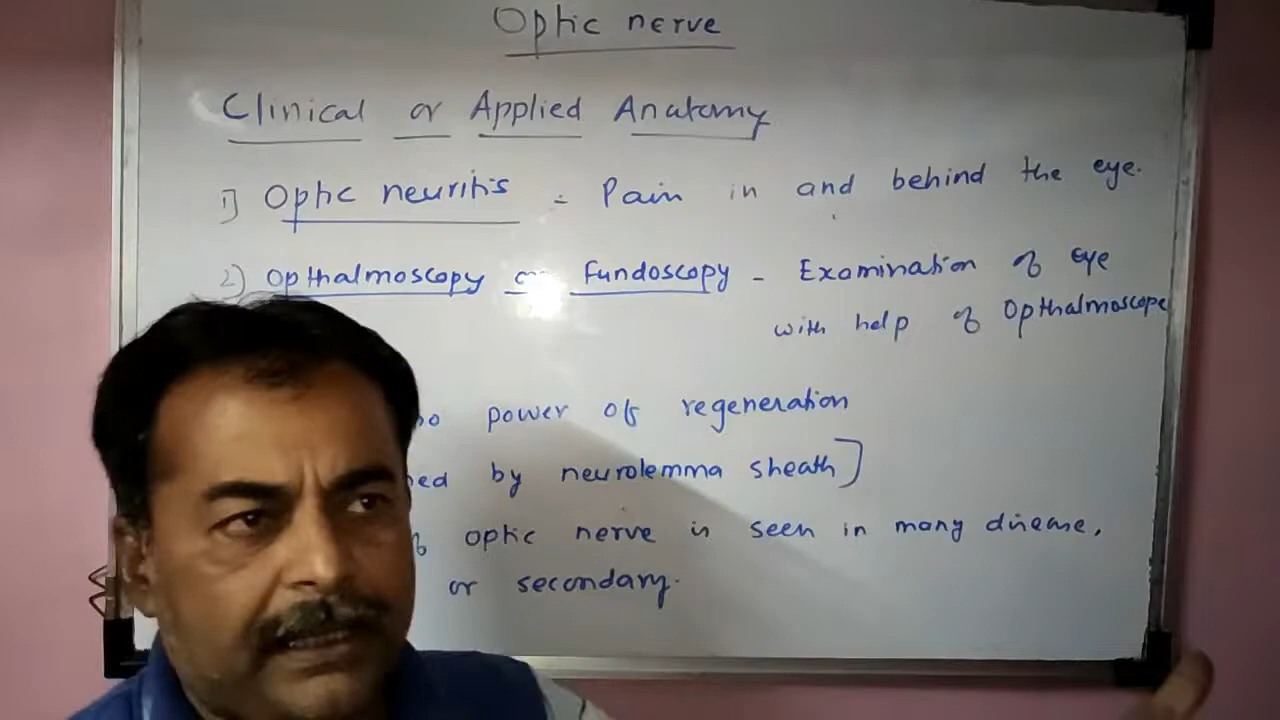 Optic nerve
Clinical or Applied Anatomy
1) Optic neuritis = Pain in and behind the eye.
2) Opthalmoscopy or Fundoscopy - Examination of eye
with help of Opthalmoscope
no power of regeneration
by neurolemma sheath]
optic nerve is seen in many disease,
or secondary.